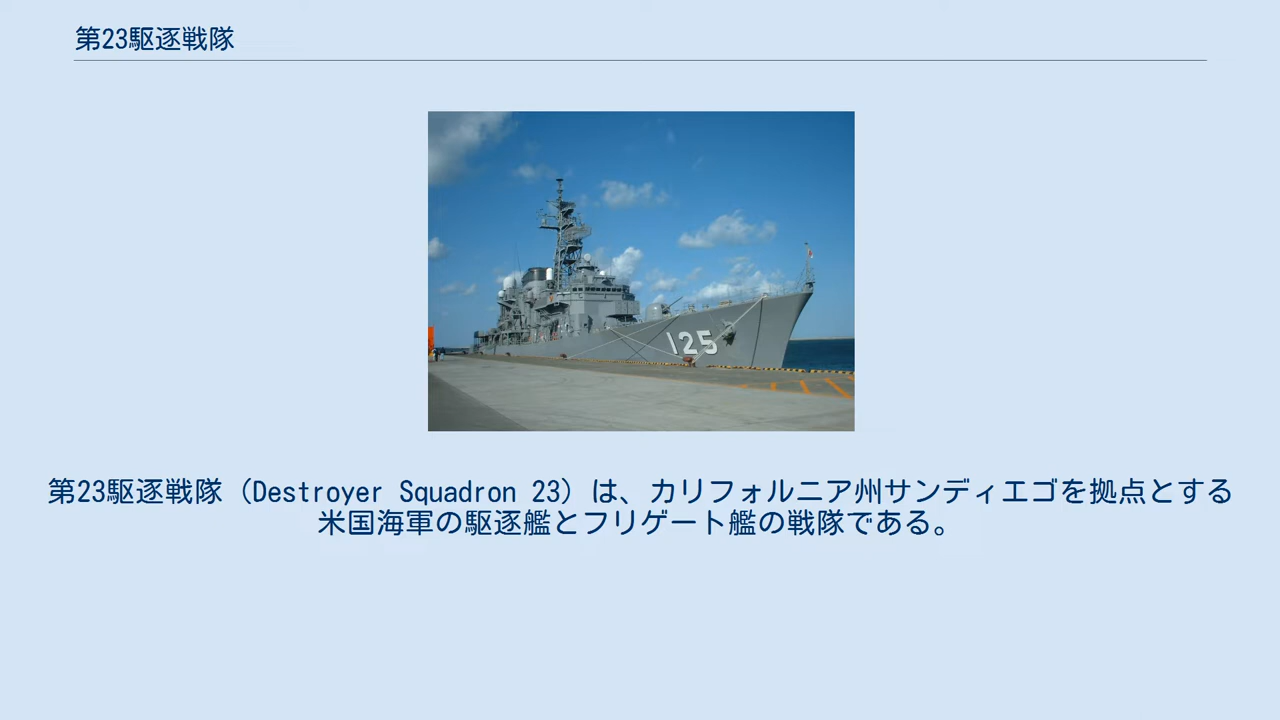 第23駆逐戦隊
125
第23駆逐戦隊（Destroyer Squadron 23）は、カリフォルニア州サンディエゴを拠点とする
米国海軍の駆逐艦とフリゲート艦の戦隊である。